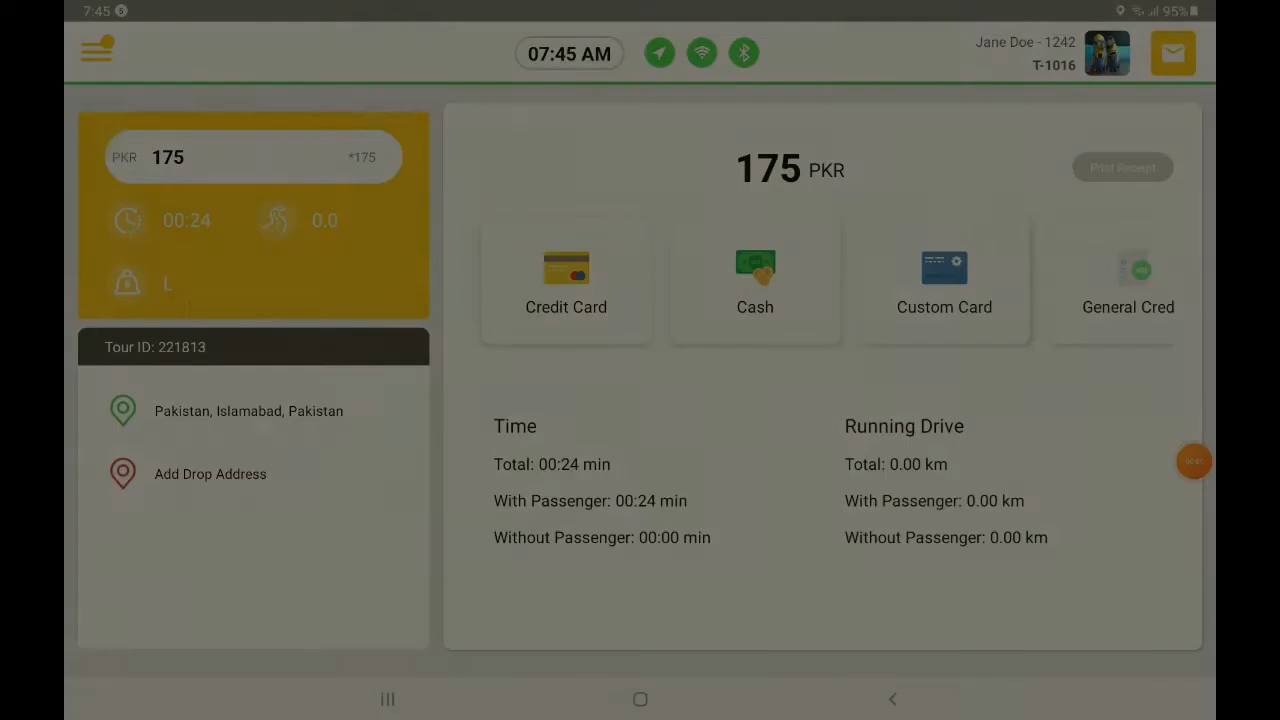 7:45 95%
07:45 AM
Jane Doe - 1242
T-1016
PKR 175 *175
00:24 0.0
L
Tour ID: 221813
Pakistan, Islamabad, Pakistan
Add Drop Address
175 PKR
Print Receipt
Credit Card
Cash
Custom Card
General Cred
Time
Total: 00:24 min
With Passenger: 00:24 min
Without Passenger: 00:00 min
Running Drive
Total: 0.00 km
With Passenger: 0.00 km
Without Passenger: 0.00 km